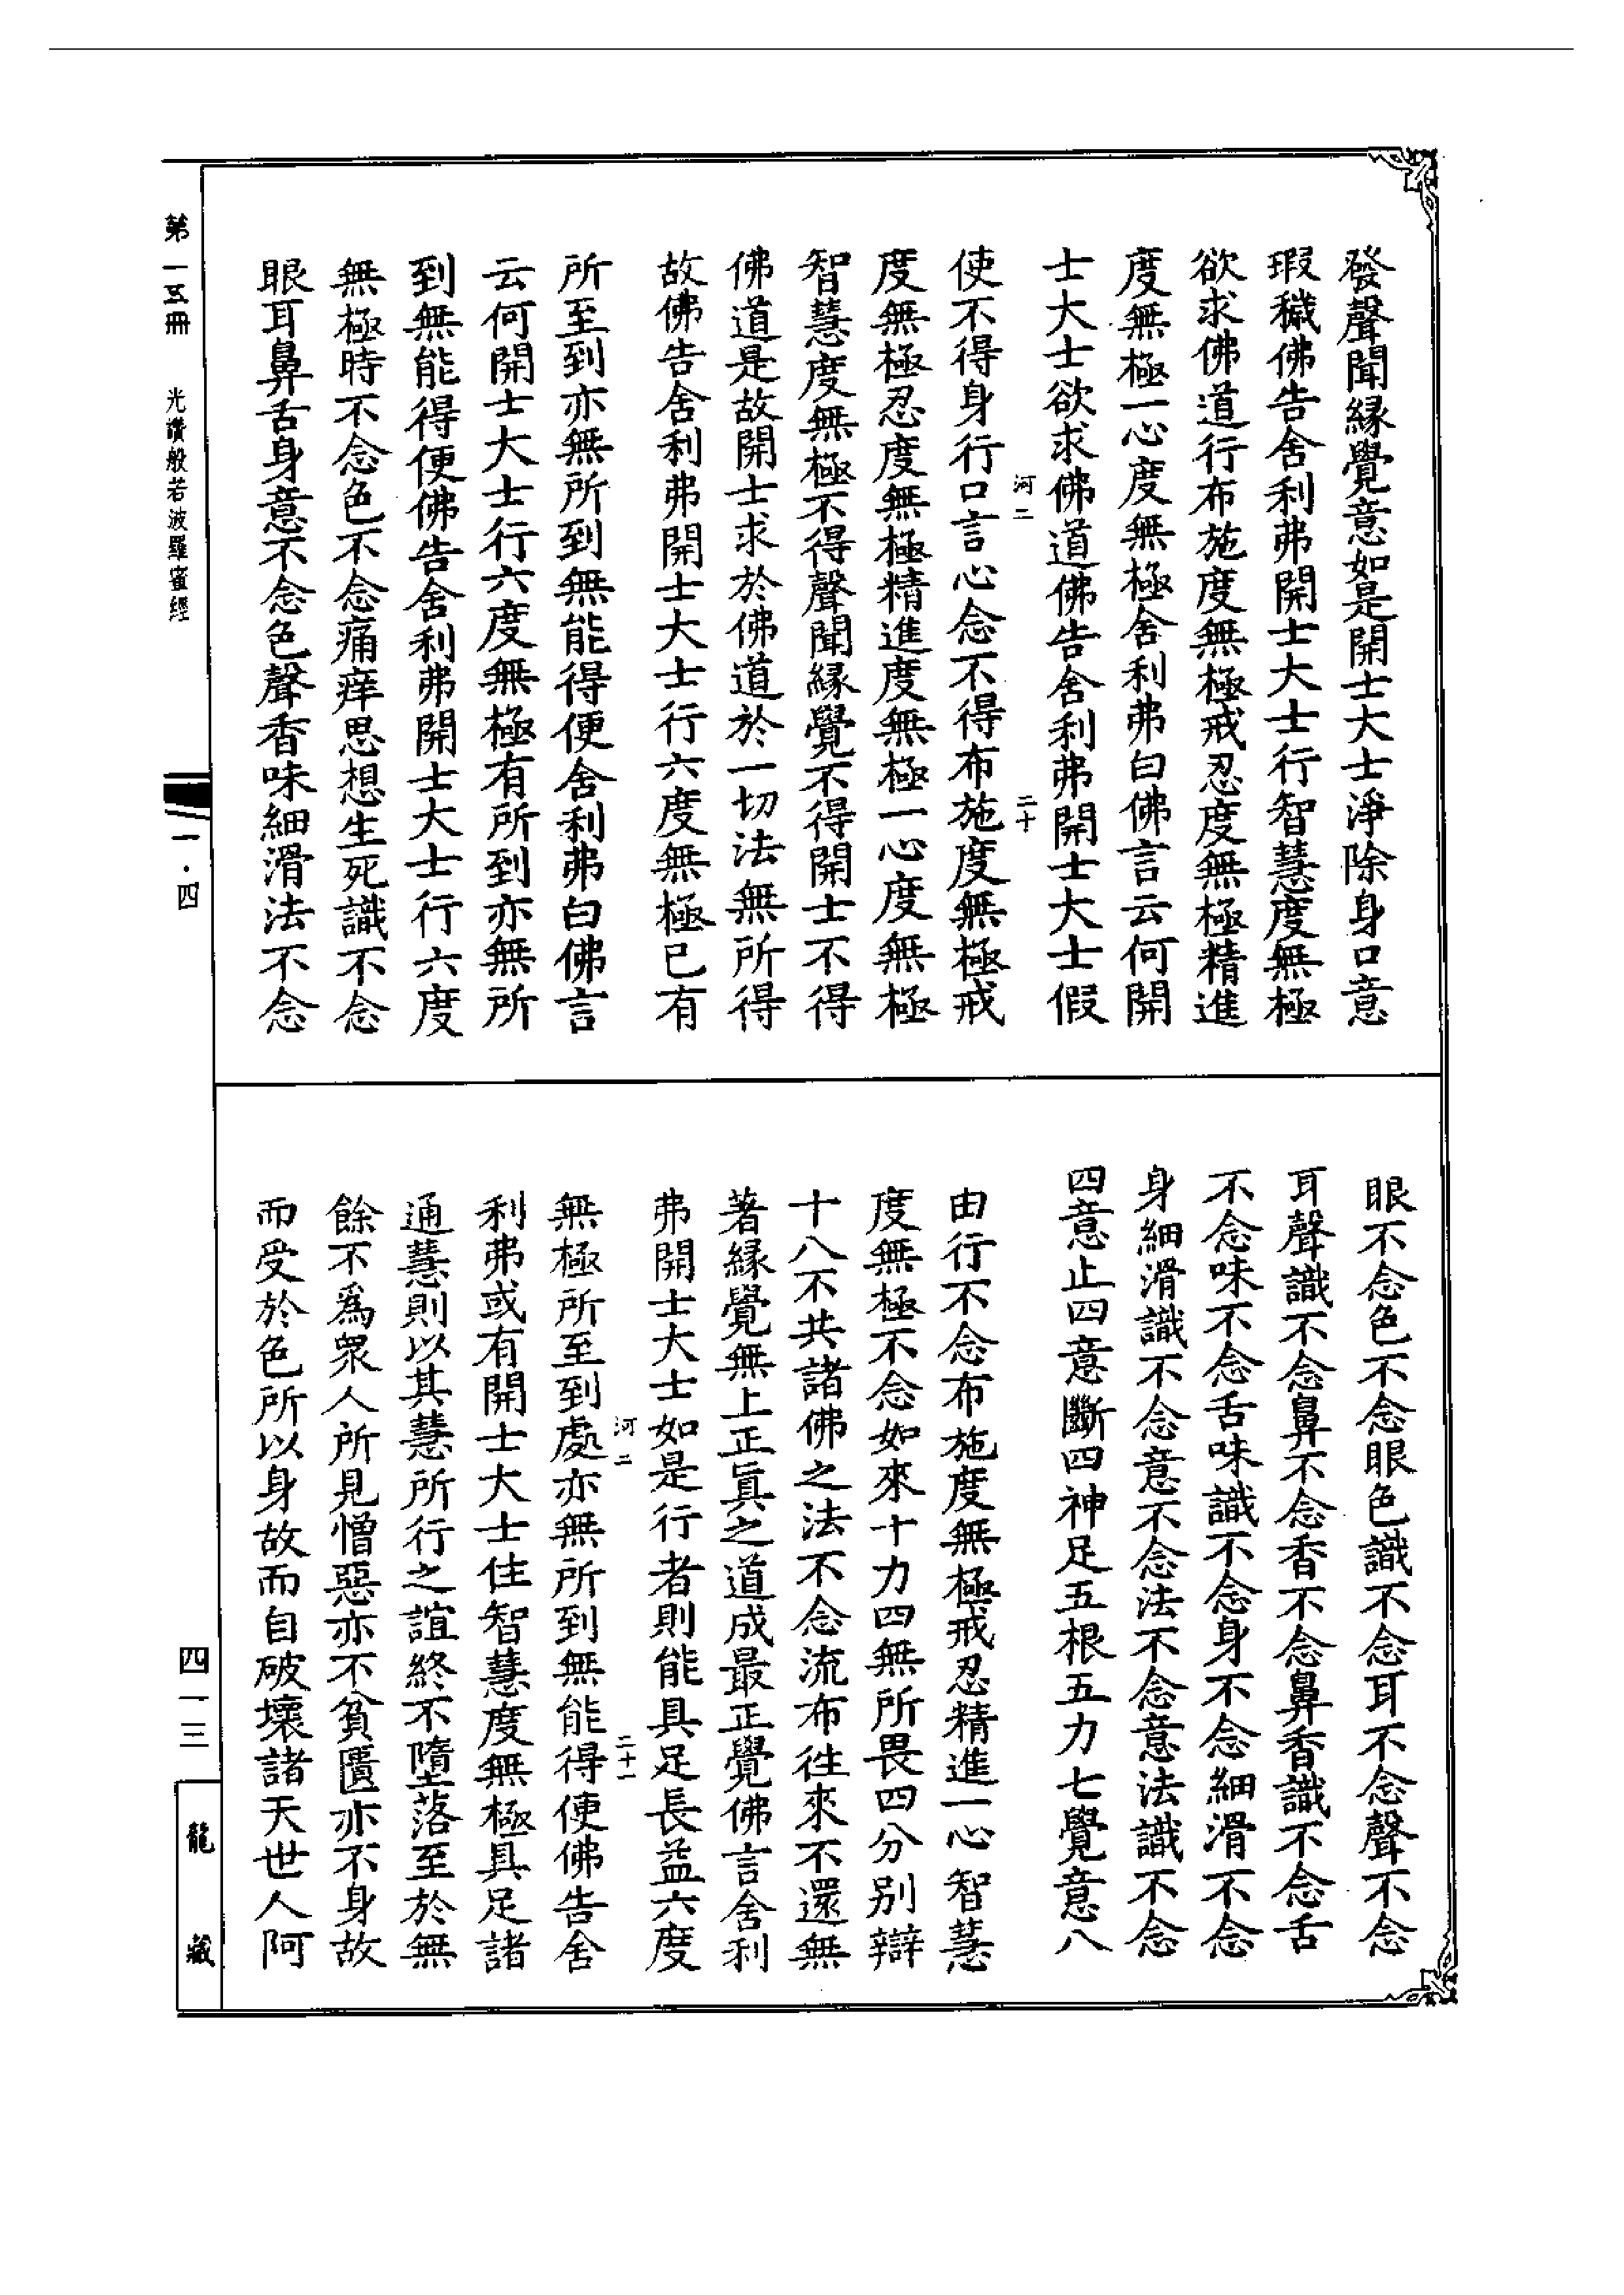 發聲聞緣覺意如是開士大士淨除身口意
瑕穢佛告舍利弗開士大士行智慧度無極
欲求佛道行布施度無極戒忍度無極精進
度無極一心度無極舍利弗白佛言云何開
士大士欲求佛道佛告舍利弗開士大士假
河二
二十
使不得身行口言心念不得布施度無極戒
度無極忍度無極精進度無極一心度無極
智慧度無極不得聲聞緣覺不得開士不得
佛道是故開士求於佛道於一切法無所得
故佛告舍利弗開士大士行六度無極已有
所至到亦無所到無能得便舍利弗白佛言
云何開士大士行六度無極有所到亦無所
到無能得便佛告舍利弗開士大士行六度
無極時不念色不念痛痒思想生死識不念
眼耳鼻舌身意不念色聲香味細滑法不念
眼不念色不念眼色識不念耳不念聲不念
耳聲識不念鼻不念香不念鼻香識不念舌
不念味不念舌味識不念身不念細滑不念
身細滑識不念意不念法不念意法識不念
四意止四意斷四神足五根五力七覺意八
由行不念布施度無極戒忍精進一心智慧
度無極不念如來十力四無所畏四分別辯
十八不共諸佛之法不念流布往來不還無
著緣覺無上正眞之道成最正覺佛言舍利
弗開士大士如是行者則能具足長益六度
河二
二十一
無極所至到處亦無所到無能得便佛告舍
利弗或有開士大士住智慧度無極具足諸
通慧則以其慧所行之誼終不墮落至於無
餘不爲眾人所見憎惡亦不貧匱亦不身故
而受於色所以身故而自破壞諸天世人阿
第一五冊
光讚般若波羅蜜經
一·四
四一三
龍藏